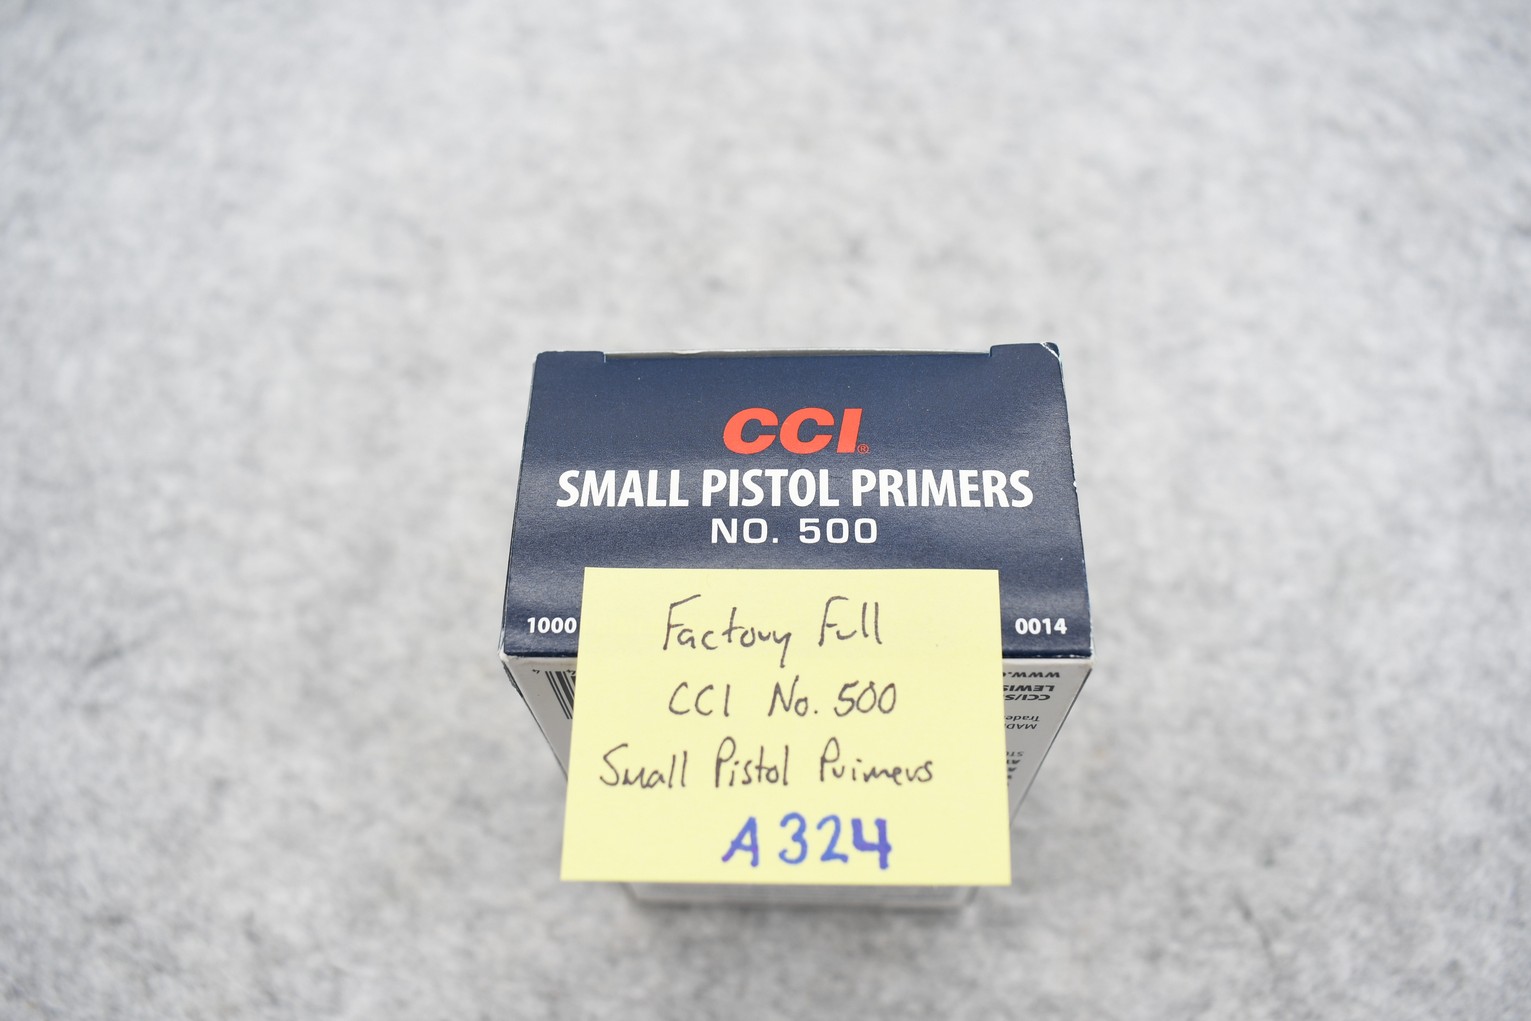 CCI®
SMALL PISTOL PRIMERS
NO. 500
1000
0014
Factory Full
CCI No. 500
Small Pistol Primers
A324